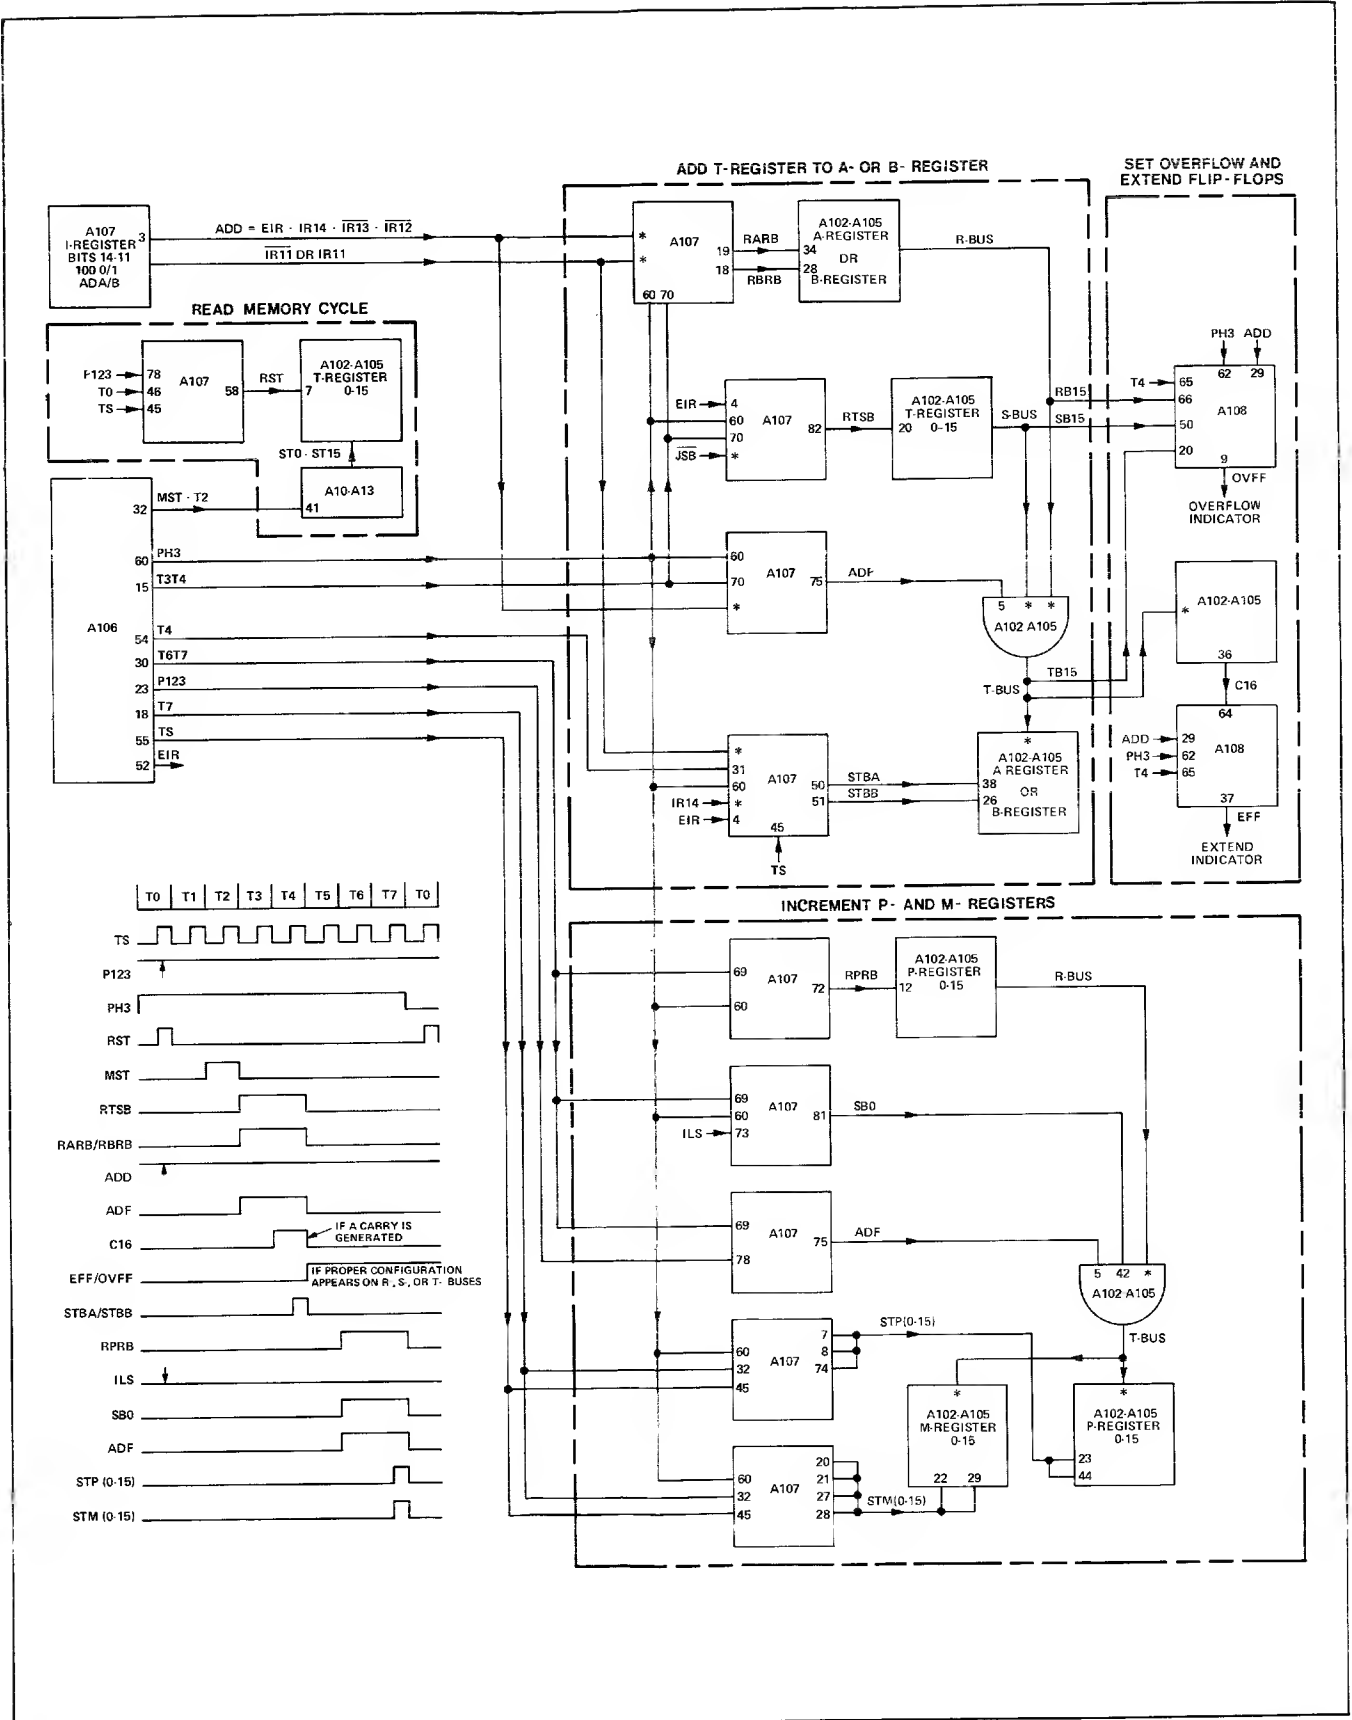 ADD T-REGISTER TO A- OR B- REGISTER
SET OVERFLOW AND
EXTEND FLIP-FLOPS
A107
I-REGISTER
BITS 14-11
100 0/1
ADA/B
3
ADD = EIR · IR14 · IR13 · IR12
IR11 DR IR11
*
*
A107
19
18
60 70
RARB
RBRB
34
28
A102-A105
A-REGISTER
DR
B-REGISTER
R-BUS
READ MEMORY CYCLE
P123
T0
TS
78
46
45
A107
58
RST
7
A102-A105
T-REGISTER
0-15
ST0 - ST15
A10-A13
41
MST · T2
EIR
JSB
4
60
70
*
A107
82
RTSB
A102-A105
T-REGISTER
20 0-15
S-BUS
RB15
SB15
PH3 ADD
T4
62 29
65
66
50
20
A108
9
OVFF
OVERFLOW
INDICATOR
A106
32
60 PH3
15 T3T4
54 T4
30 T6T7
23 P123
18 T7
55 TS
52 EIR
60
70
*
A107
75
ADF
5 * *
A102 A105
TB15
T-BUS
*
A102-A105
36
C16
64
ADD
PH3
T4
29
62
65
A108
37
EFF
EXTEND
INDICATOR
*
31
60
IR14
*
EIR
4
A107
45
TS
50
51
STBA
STBB
*
A102-A105
A REGISTER
38
OR
26
B-REGISTER
INCREMENT P- AND M- REGISTERS
69
60
A107
72
RPRB
12
A102-A105
P-REGISTER
0-15
R-BUS
69
60
ILS
73
A107
81
SB0
69
78
A107
75
ADF
5 42 *
A102-A105
T-BUS
60
32
45
A107
7
8
74
STP(0-15)
*
A102-A105
M-REGISTER
0-15
22 29
*
A102-A105
P-REGISTER
0-15
23
44
60
32
45
A107
20
21
27
28
STM(0-15)
T0 T1 T2 T3 T4 T5 T6 T7 T0
TS
P123
PH3
RST
MST
RTSB
RARB/RBRB
ADD
ADF
C16
IF A CARRY IS
GENERATED
EFF/OVFF
IF PROPER CONFIGURATION
APPEARS ON R-, S-, OR T- BUSES
STBA/STBB
RPRB
ILS
SB0
ADF
STP (0-15)
STM (0-15)